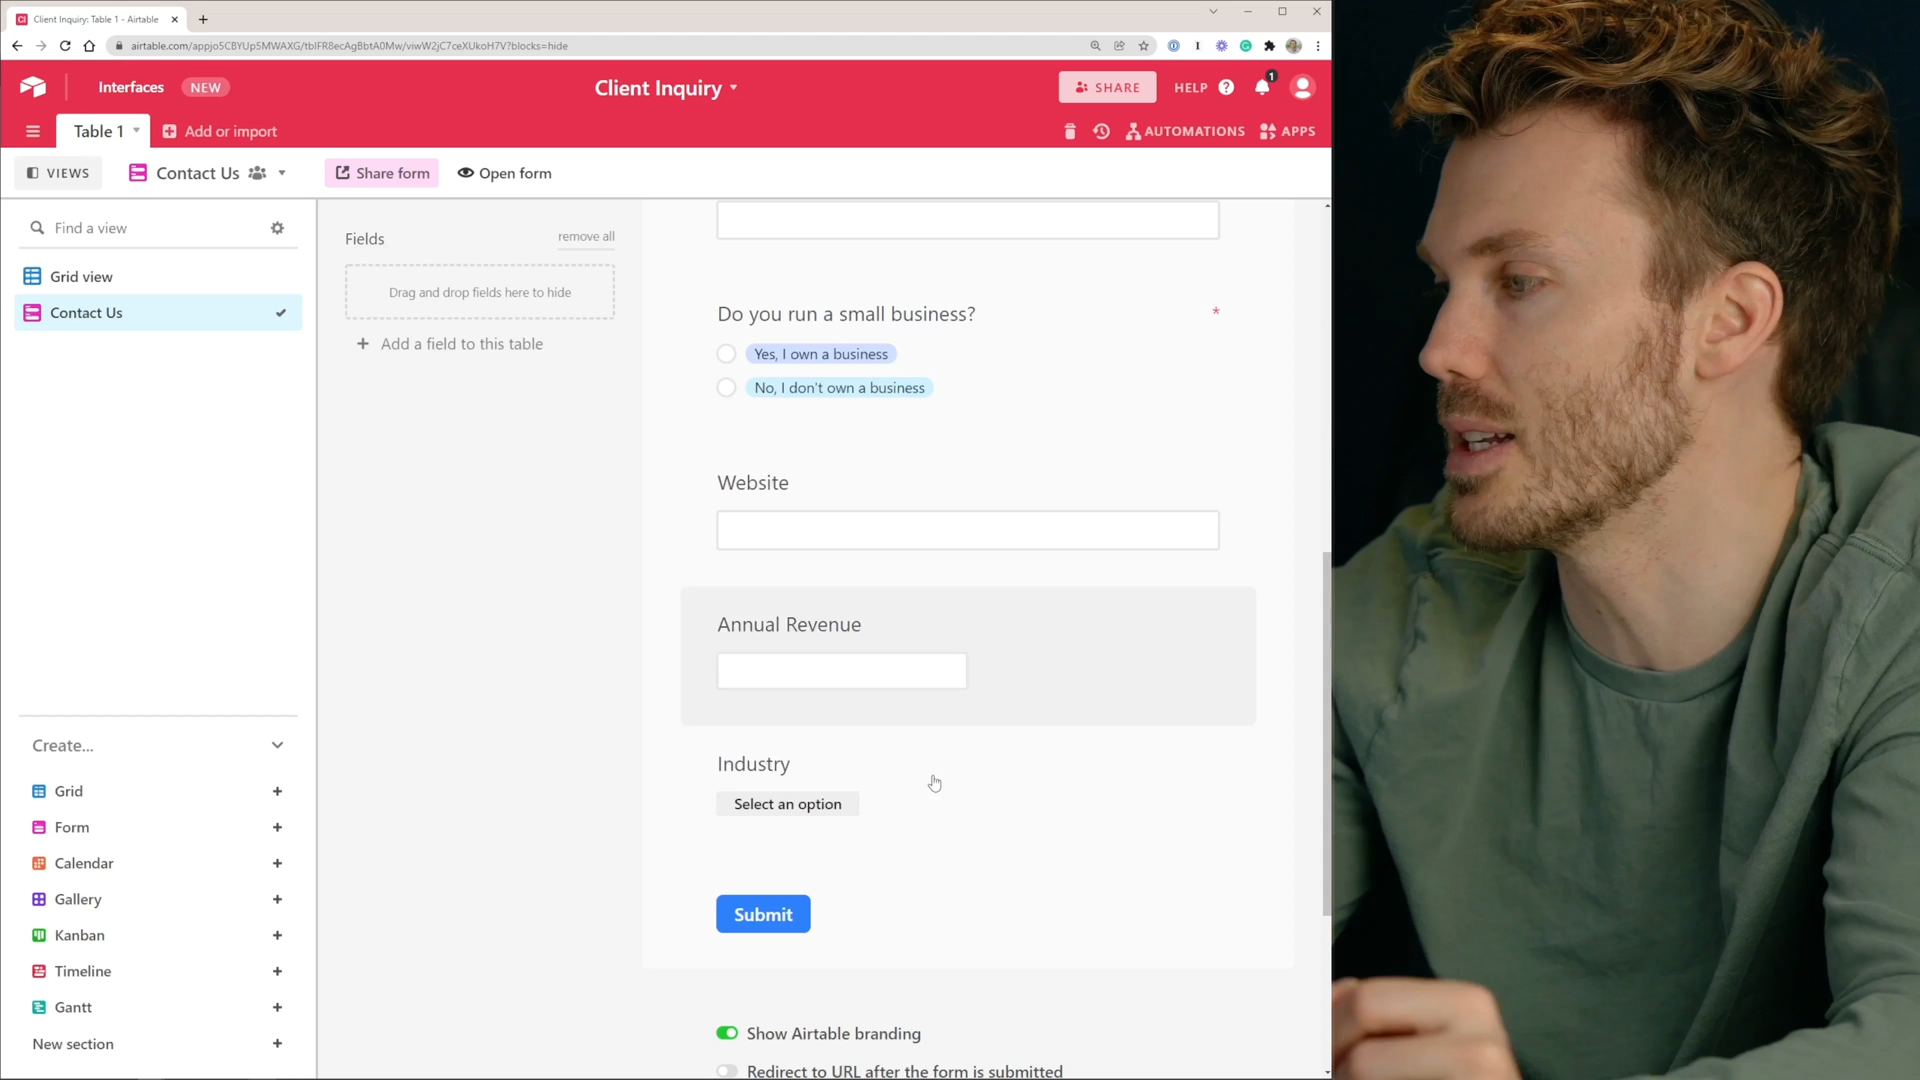 Client Inquiry: Table 1 - Airtable
airtable.com/appjo5CBYUp5MWAXG/tblFR8ecAgBbtA0Mw/viwW2jC7ceXUkoH7V?blocks=hide
Interfaces NEW
Client Inquiry
SHARE
HELP
1
Table 1
Add or import
AUTOMATIONS
APPS
VIEWS
Contact Us
Share form
Open form
Find a view
Grid view
Contact Us
Create...
Grid
Form
Calendar
Gallery
Kanban
Timeline
Gantt
New section
Fields
remove all
Drag and drop fields here to hide
Add a field to this table
Do you run a small business? *
Yes, I own a business
No, I don't own a business
Website
Annual Revenue
Industry
Select an option
Submit
Show Airtable branding
Redirect to URL after the form is submitted